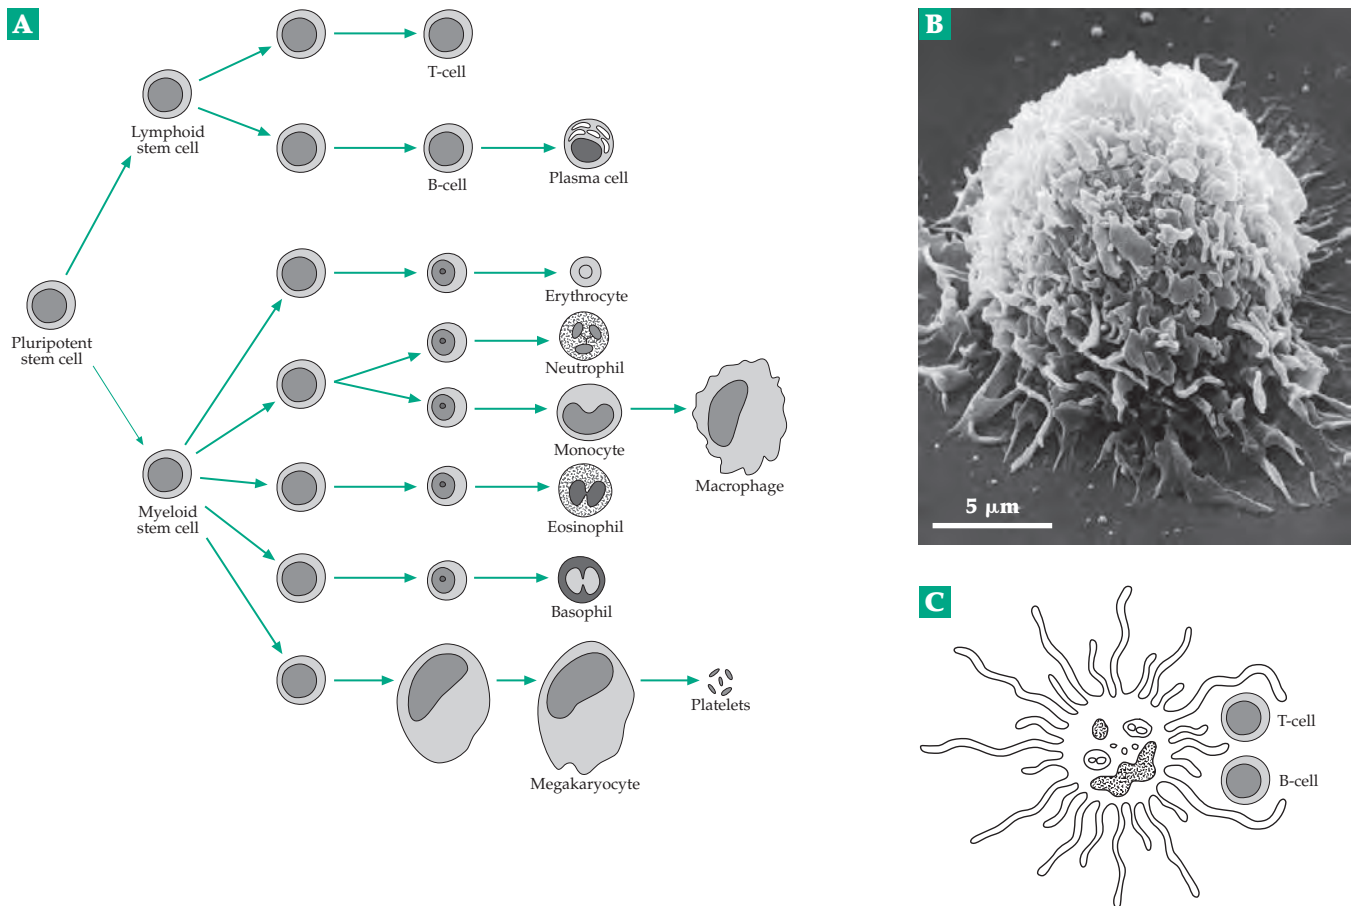 A
T-cell
Lymphoid
stem cell
B-cell
Plasma cell
Pluripotent
stem cell
Erythrocyte
Neutrophil
Monocyte
Macrophage
Myeloid
stem cell
Eosinophil
Basophil
Platelets
Megakaryocyte
B
5 μm
C
T-cell
B-cell